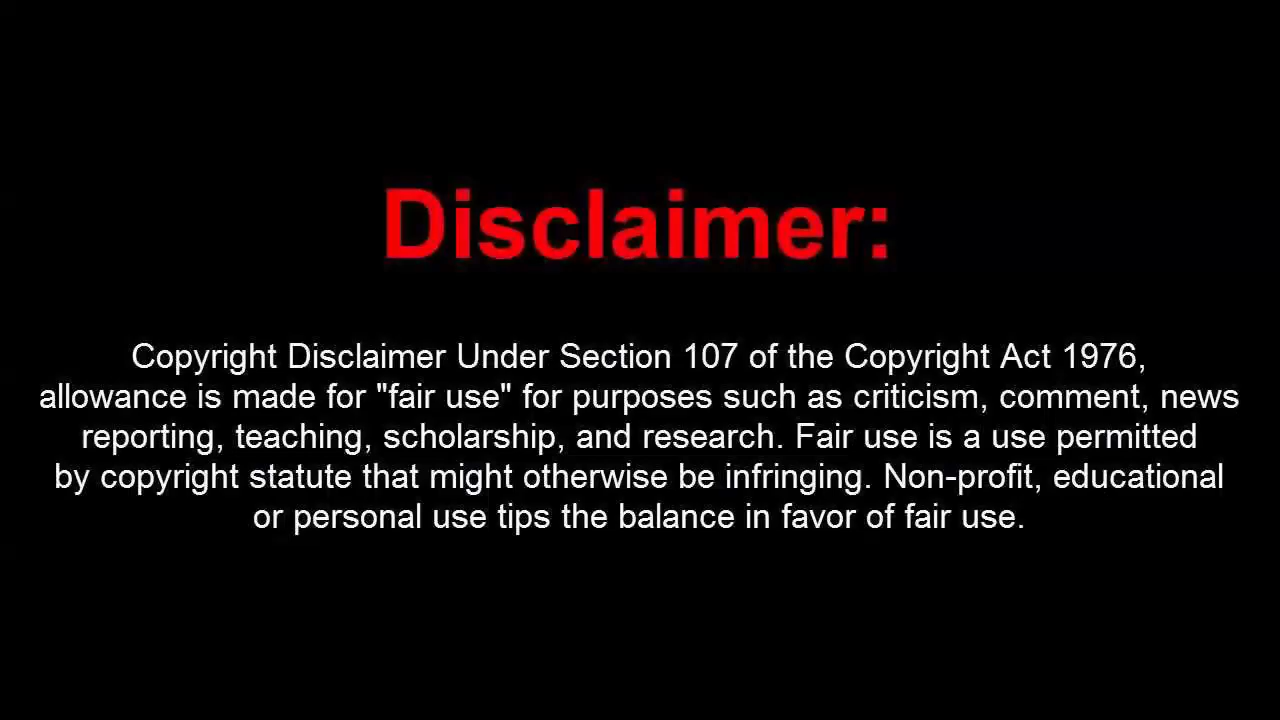 Disclaimer:
Copyright Disclaimer Under Section 107 of the Copyright Act 1976,
allowance is made for "fair use" for purposes such as criticism, comment, news
reporting, teaching, scholarship, and research. Fair use is a use permitted
by copyright statute that might otherwise be infringing. Non-profit, educational
or personal use tips the balance in favor of fair use.